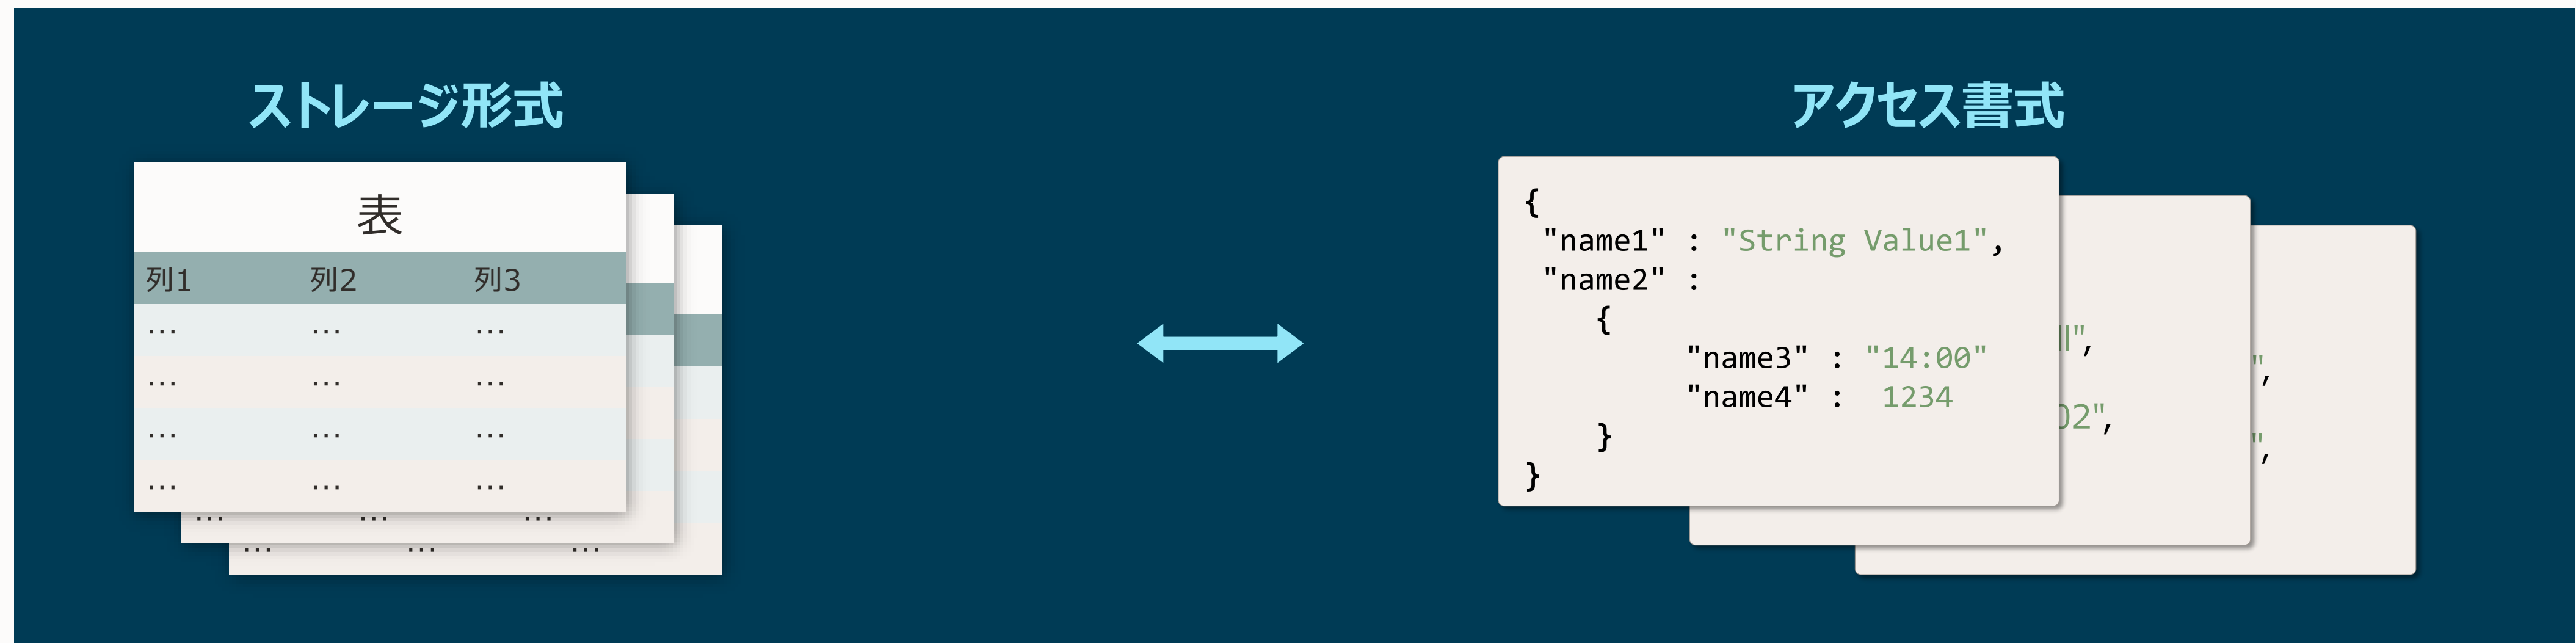 ストレージ形式
アクセス書式
表
列1 列2 列3
... ... ...
... ... ...
... ... ...
... ... ...
... ... ...
... ... ...
{
"name1" : "String Value1",
"name2" :
{
"name3" : "14:00"
"name4" : 1234
}
}
",
02",
",
",